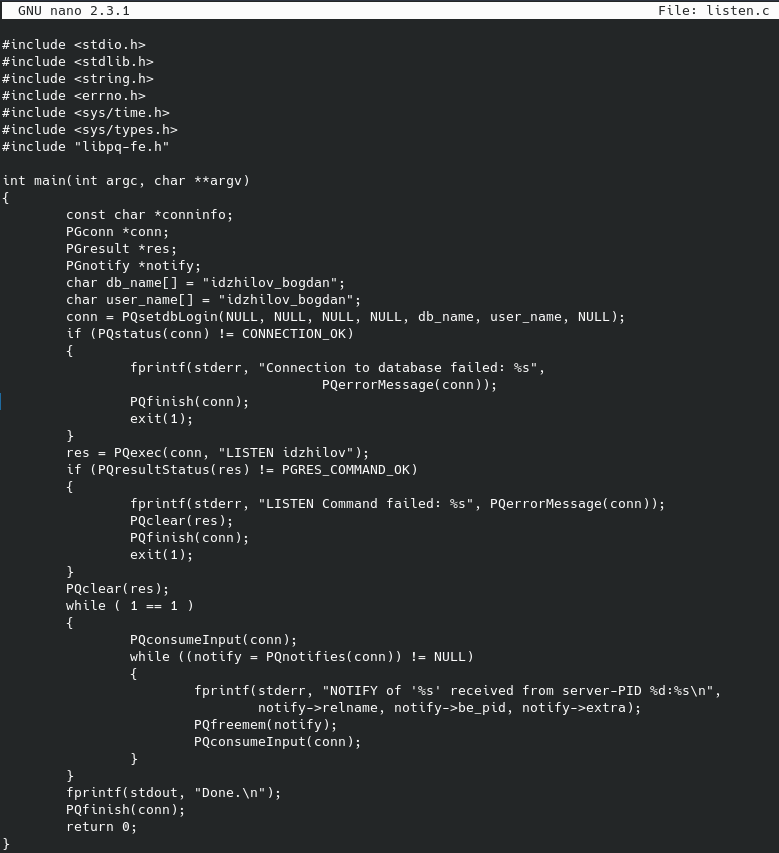 GNU nano 2.3.1 File: listen.c
#include <stdio.h>
#include <stdlib.h>
#include <string.h>
#include <errno.h>
#include <sys/time.h>
#include <sys/types.h>
#include "libpq-fe.h"
int main(int argc, char **argv)
{
        const char *conninfo;
        PGconn *conn;
        PGresult *res;
        PGnotify *notify;
        char db_name[] = "idzhilov_bogdan";
        char user_name[] = "idzhilov_bogdan";
        conn = PQsetdbLogin(NULL, NULL, NULL, NULL, db_name, user_name, NULL);
        if (PQstatus(conn) != CONNECTION_OK)
        {
                fprintf(stderr, "Connection to database failed: %s",
                                        PQerrorMessage(conn));
                PQfinish(conn);
                exit(1);
        }
        res = PQexec(conn, "LISTEN idzhilov");
        if (PQresultStatus(res) != PGRES_COMMAND_OK)
        {
                fprintf(stderr, "LISTEN Command failed: %s", PQerrorMessage(conn));
                PQclear(res);
                PQfinish(conn);
                exit(1);
        }
        PQclear(res);
        while ( 1 == 1 )
        {
                PQconsumeInput(conn);
                while ((notify = PQnotifies(conn)) != NULL)
                {
                        fprintf(stderr, "NOTIFY of '%s' received from server-PID %d:%s\n",
                                notify->relname, notify->be_pid, notify->extra);
                        PQfreemem(notify);
                        PQconsumeInput(conn);
                }
        }
        fprintf(stdout, "Done.\n");
        PQfinish(conn);
        return 0;
}